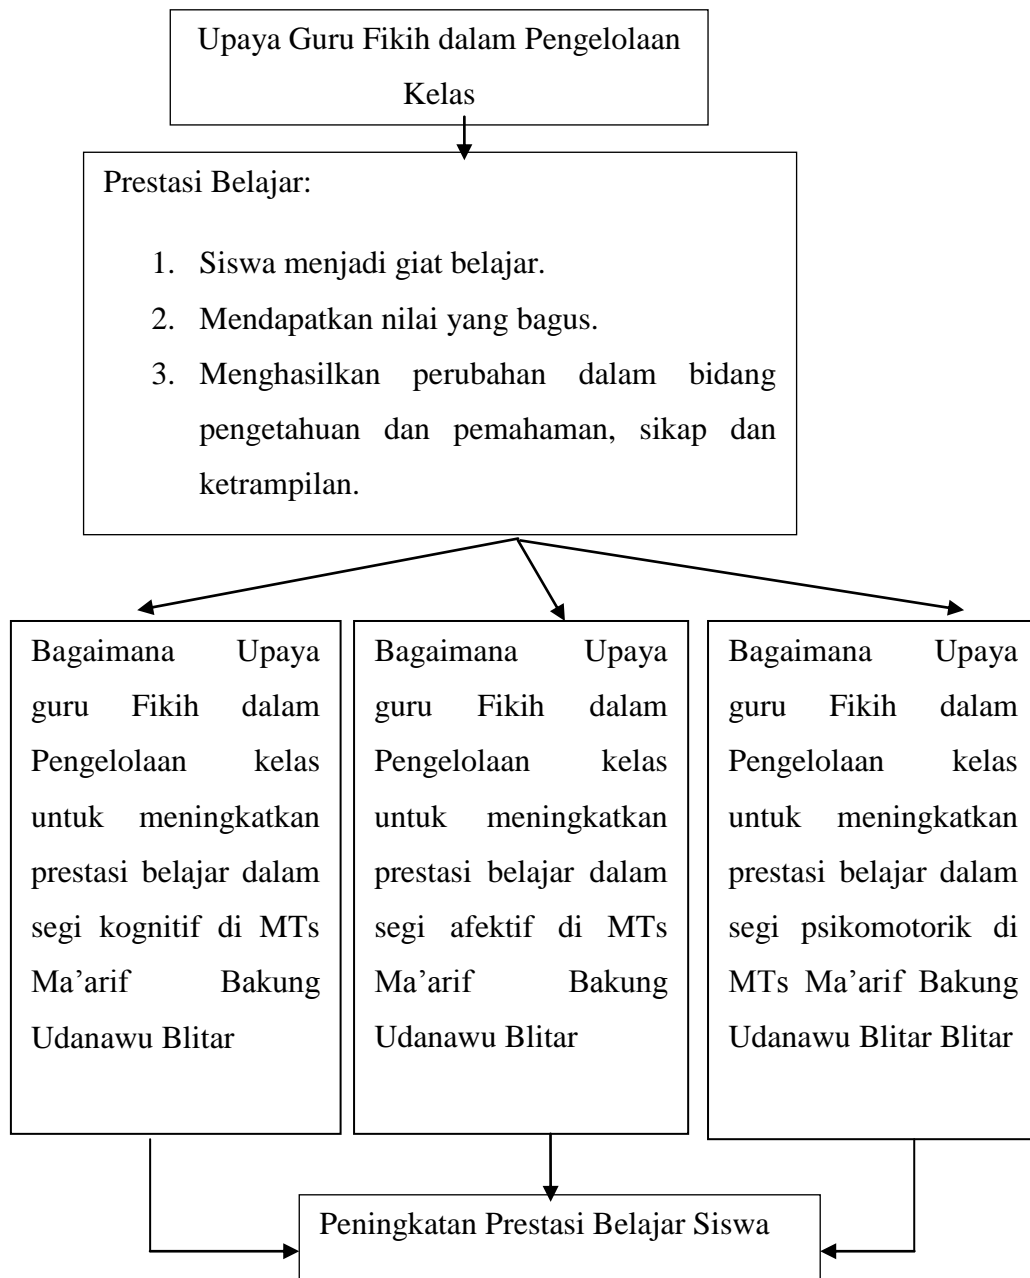 Upaya Guru Fikih dalam Pengelolaan
Kelas
Prestasi Belajar:
1. Siswa menjadi giat belajar.
2. Mendapatkan nilai yang bagus.
3. Menghasilkan perubahan dalam bidang
pengetahuan dan pemahaman, sikap dan
ketrampilan.
Bagaimana Upaya
guru Fikih dalam
Pengelolaan kelas
untuk meningkatkan
prestasi belajar dalam
segi kognitif di MTs
Ma’arif Bakung
Udanawu Blitar
Bagaimana Upaya
guru Fikih dalam
Pengelolaan kelas
untuk meningkatkan
prestasi belajar dalam
segi afektif di MTs
Ma’arif Bakung
Udanawu Blitar
Bagaimana Upaya
guru Fikih dalam
Pengelolaan kelas
untuk meningkatkan
prestasi belajar dalam
segi psikomotorik di
MTs Ma’arif Bakung
Udanawu Blitar Blitar
Peningkatan Prestasi Belajar Siswa